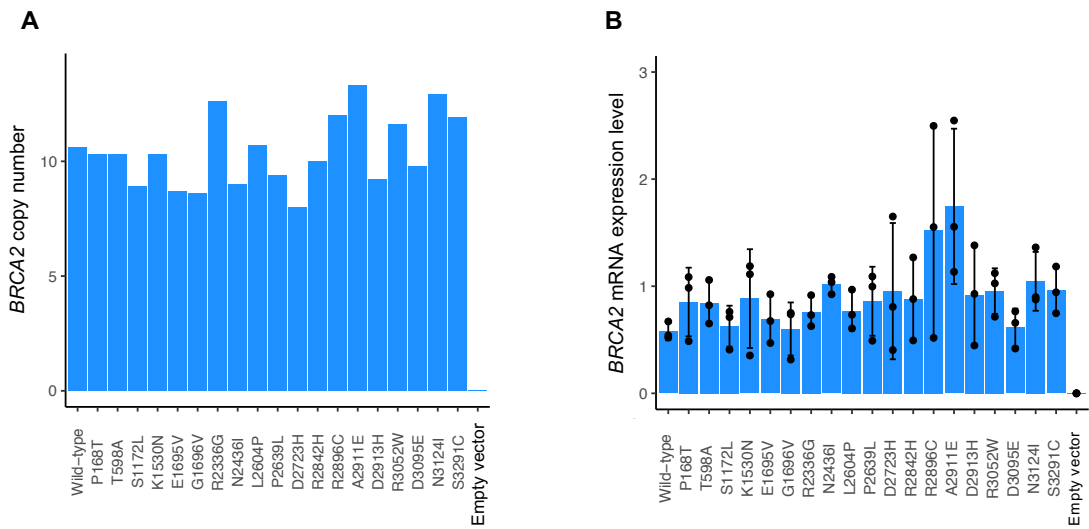 A
BRCA2 copy number
10
5
0
Wild-type
P168T
T598A
S1172L
K1530N
E1695V
G1696V
R2336G
N2436I
L2604P
P2639L
D2723H
R2842H
R2896C
A2911E
D2913H
R3052W
D3095E
N3124I
S3291C
Empty vector
B
BRCA2 mRNA expression level
3
2
1
0
Wild-type
P168T
T598A
S1172L
K1530N
E1695V
G1696V
R2336G
N2436I
L2604P
P2639L
D2723H
R2842H
R2896C
A2911E
D2913H
R3052W
D3095E
N3124I
S3291C
Empty vector